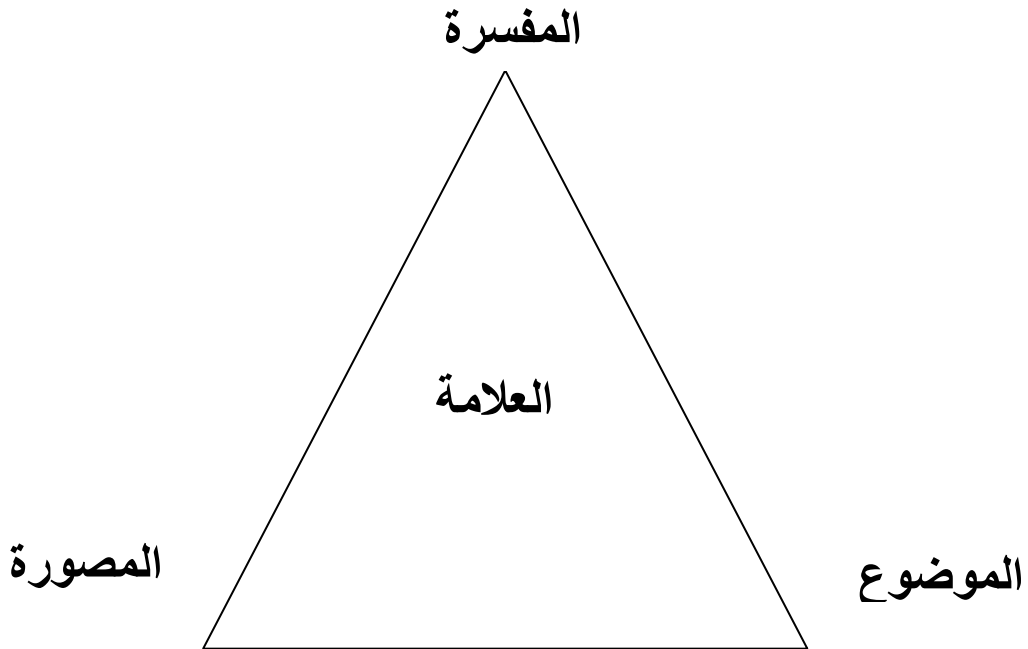 المفسرة
العلامة
الموضوع
المصورة